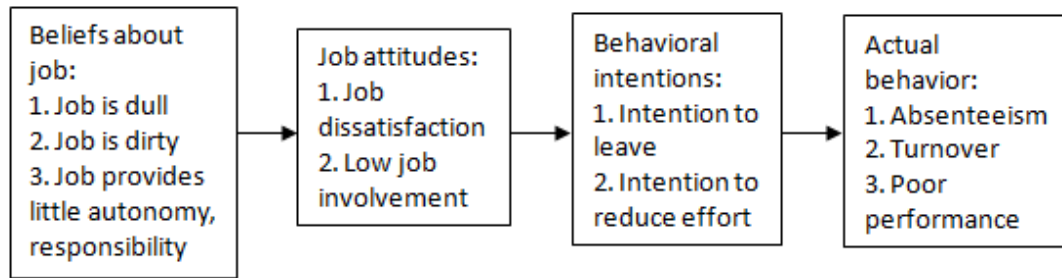 Beliefs about
job:
1. Job is dull
2. Job is dirty
3. Job provides
little autonomy,
responsibility
Job attitudes:
1. Job
dissatisfaction
2. Low job
involvement
Behavioral
intentions:
1. Intention to
leave
2. Intention to
reduce effort
Actual
behavior:
1. Absenteeism
2. Turnover
3. Poor
performance